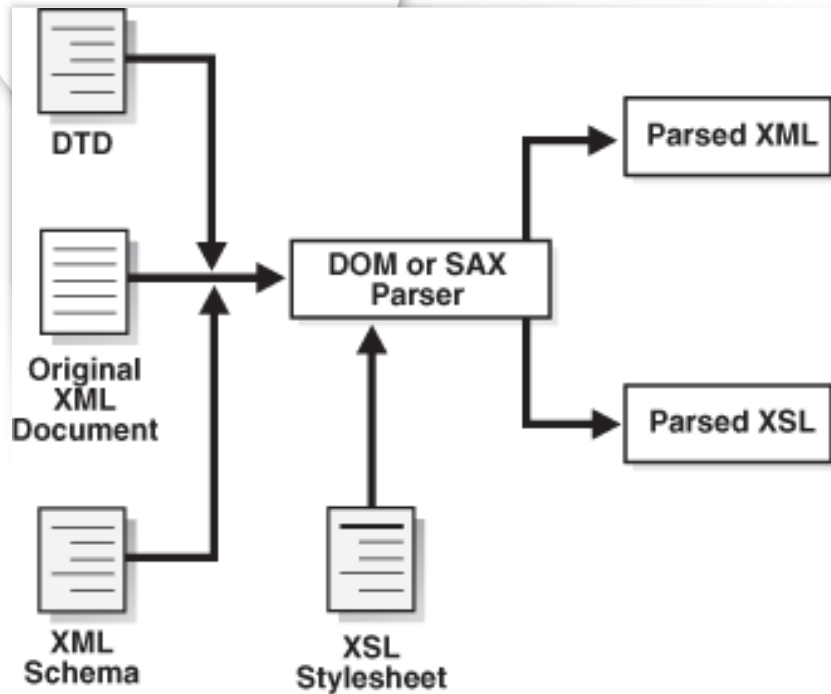 DTD
Parsed XML
DOM or SAX
Parser
Original
XML
Document
Parsed XSL
XML
Schema
XSL
Stylesheet